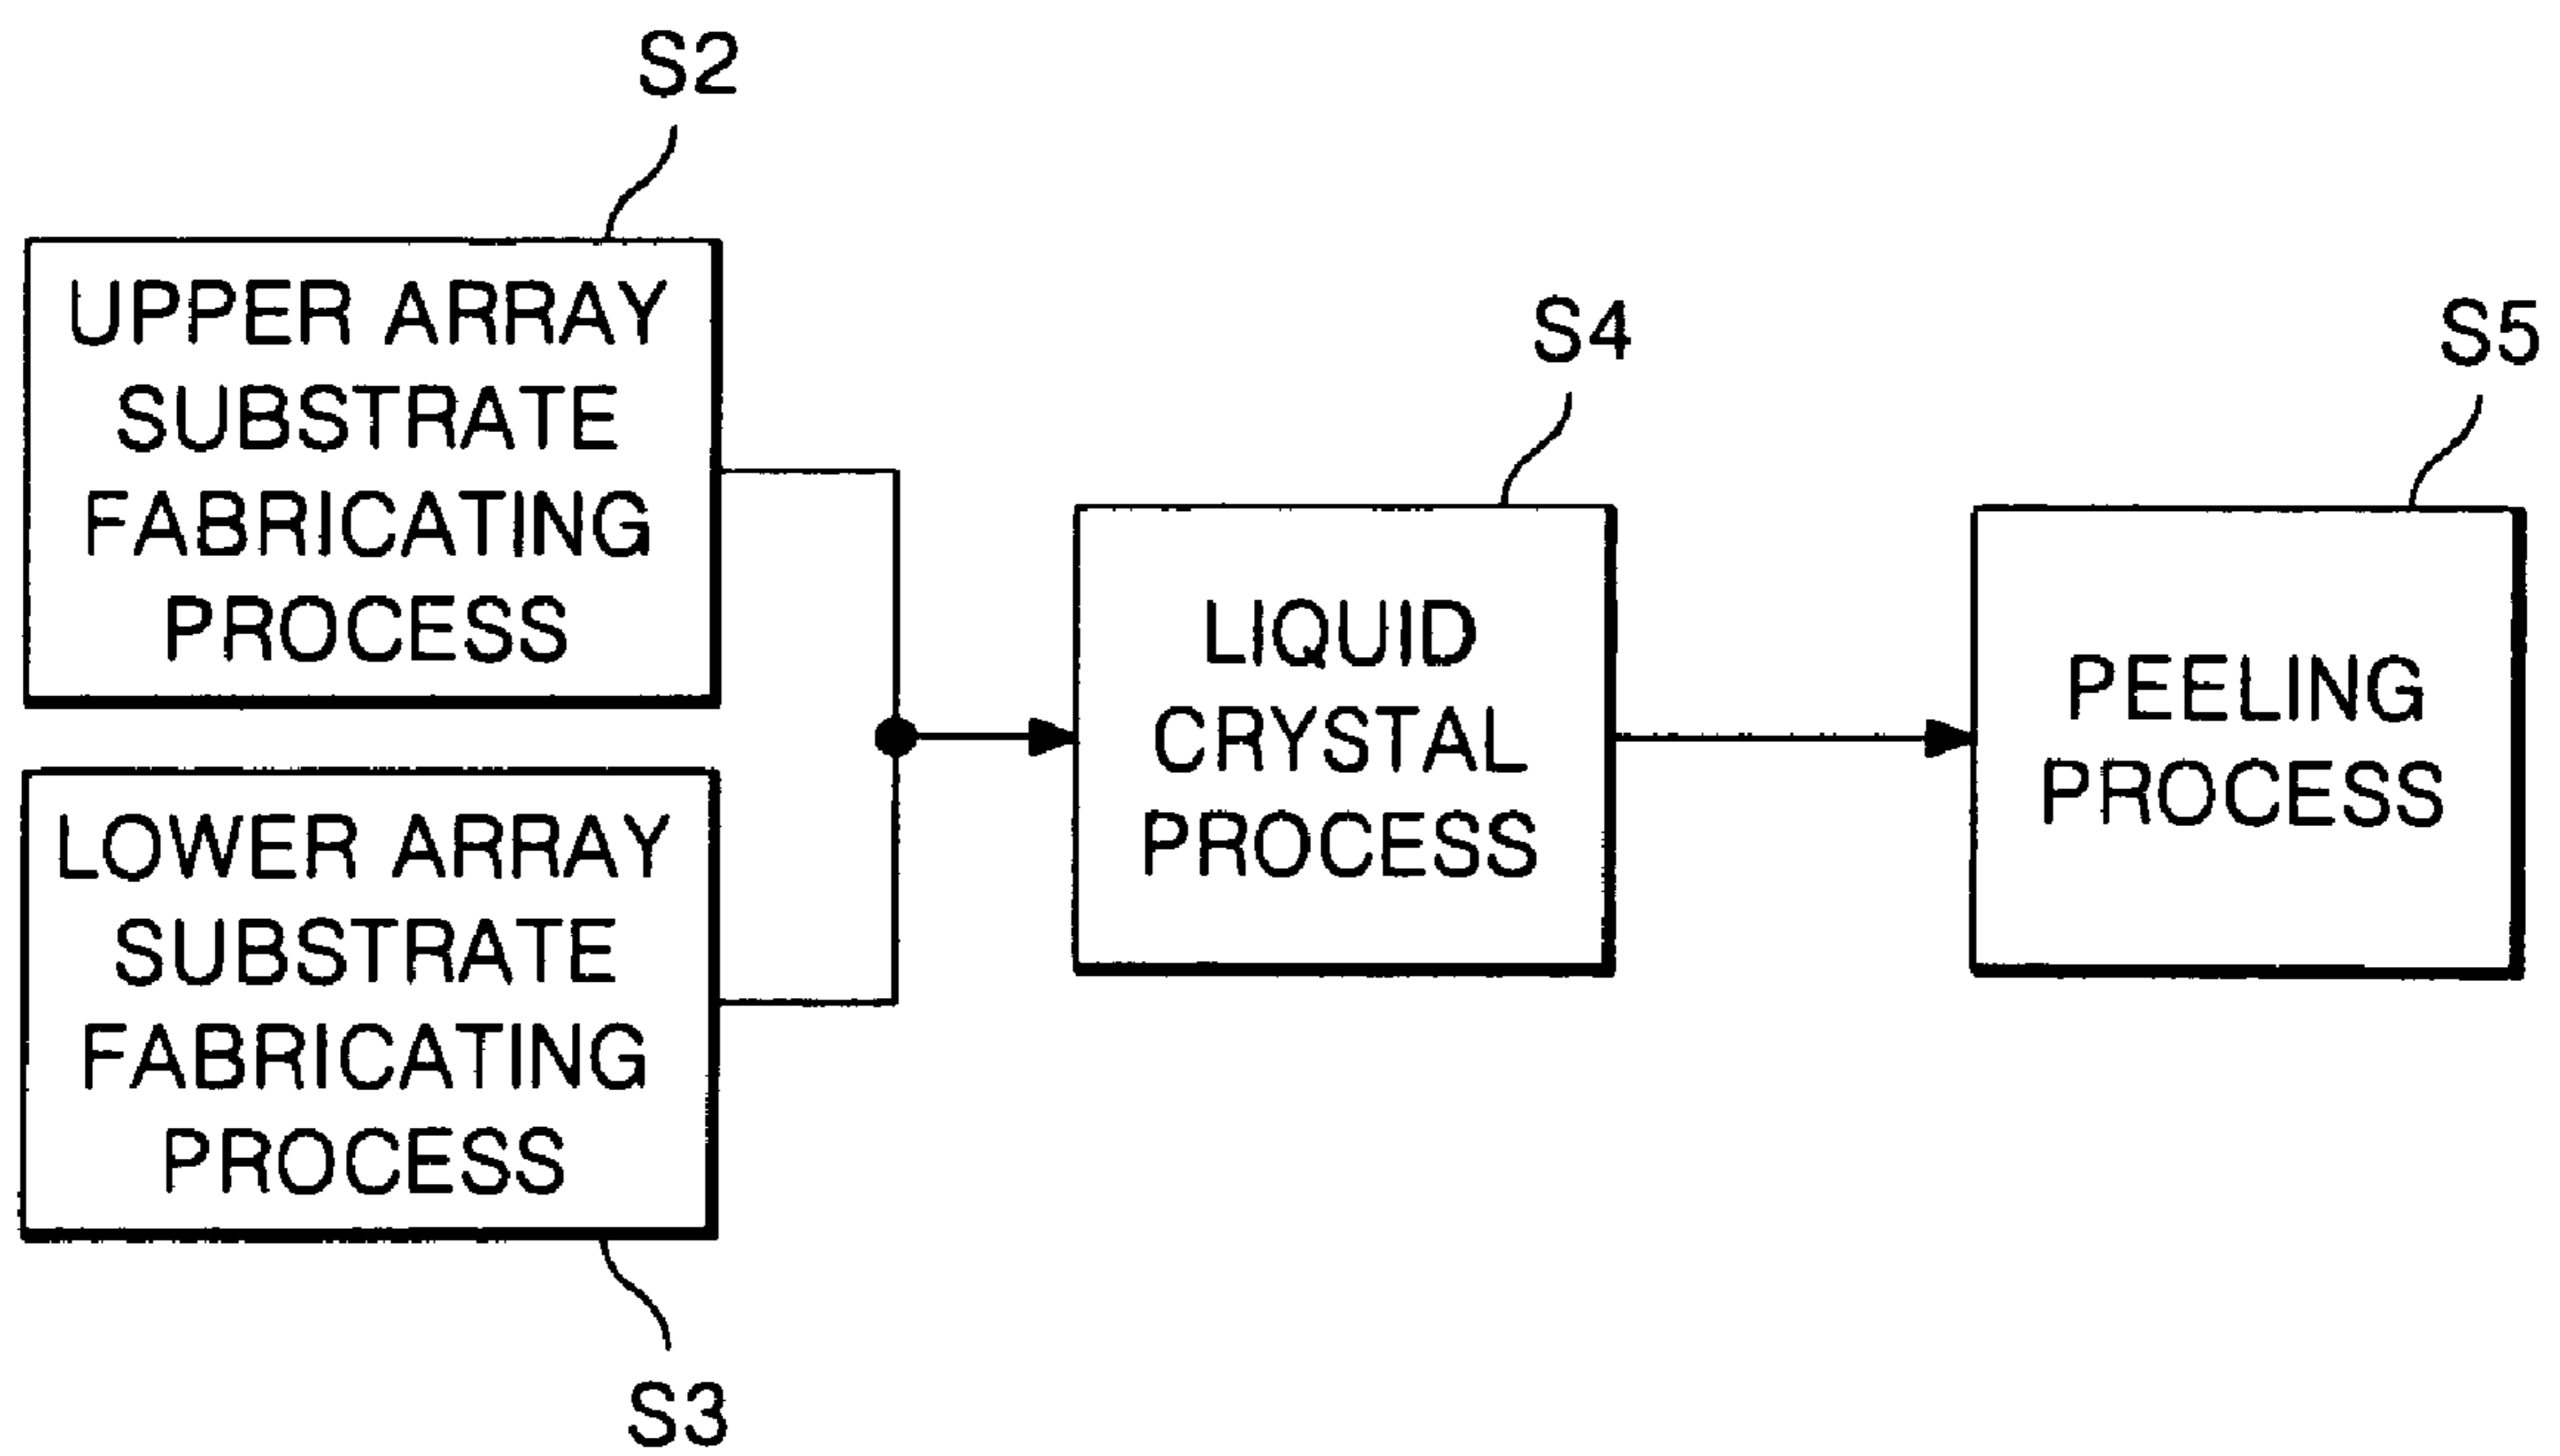 S2
UPPER ARRAY
SUBSTRATE
FABRICATING
PROCESS
LOWER ARRAY
SUBSTRATE
FABRICATING
PROCESS
S3
S4
LIQUID
CRYSTAL
PROCESS
S5
PEELING
PROCESS